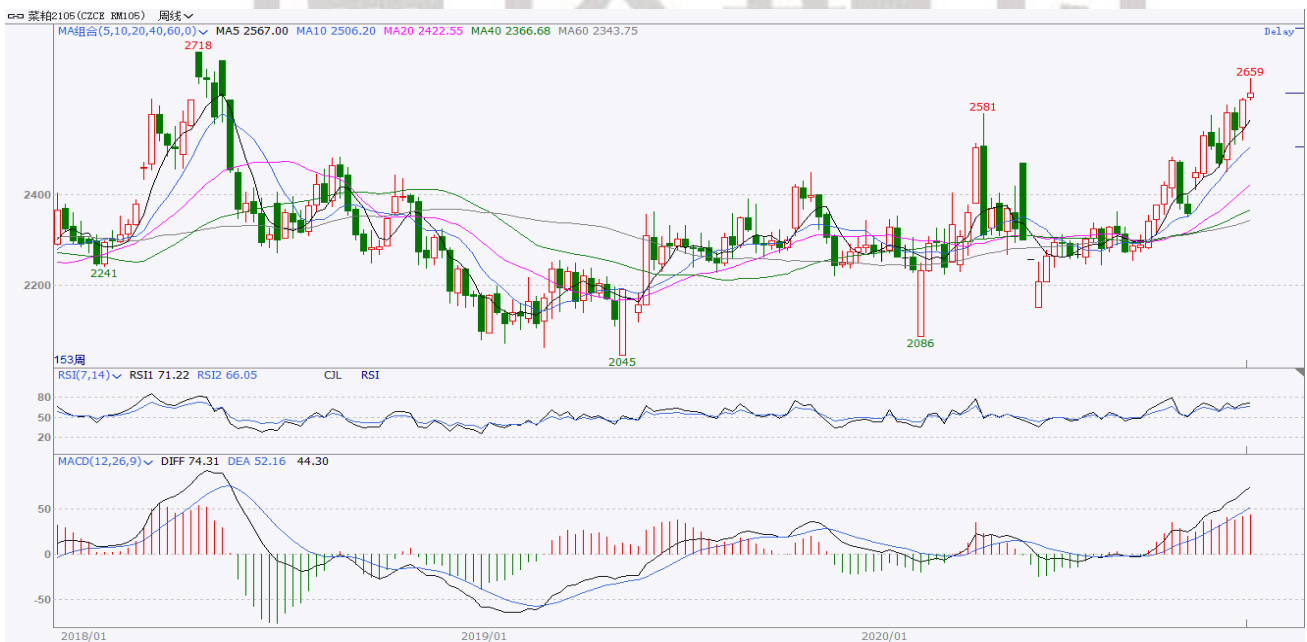 菜粕2105(CZCE RM105) 周线
MA组合(5,10,20,40,60,0) MA5 2567.00 MA10 2506.20 MA20 2422.55 MA40 2366.68 MA60 2343.75
Delay
2718
2659
2581
2400
2241
2200
2086
2045
153周
RSI(7,14) RSI1 71.22 RSI2 66.05 CJL RSI
80
50
20
MACD(12,26,9) DIFF 74.31 DEA 52.16 44.30
50
0
-50
2018/01 2019/01 2020/01